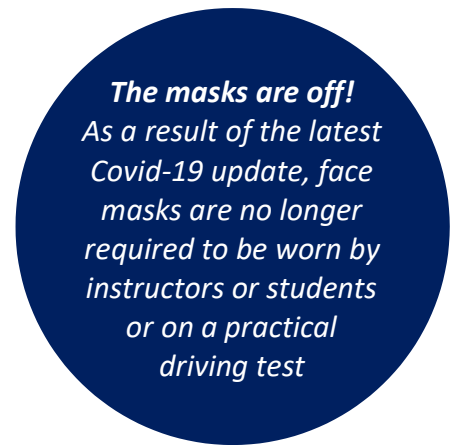 The masks are off!
As a result of the latest
Covid-19 update, face
masks are no longer
required to be worn by
instructors or students
or on a practical
driving test